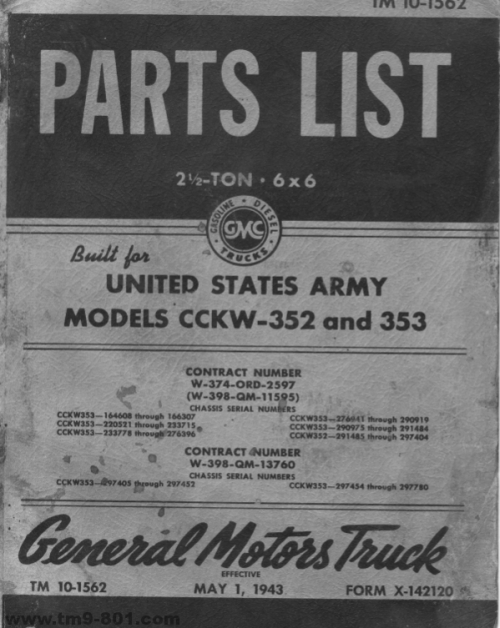 TM 10-1562
PARTS LIST
2½-TON • 6x6
GASOLINE • DIESEL
GMC
TRUCKS
Built for
UNITED STATES ARMY
MODELS CCKW-352 and 353
CONTRACT NUMBER
W-374-ORD-2597
(W-398-QM-11595)
CHASSIS SERIAL NUMBERS
CCKW353—164608 through 166307
CCKW353—276941 through 290919
CCKW353—220521 through 233715
CCKW353—290975 through 291484
CCKW353—233778 through 276396
CCKW352—291485 through 297404
CONTRACT NUMBER
W-398-QM-13760
CHASSIS SERIAL NUMBERS
CCKW353—297405 through 297452
CCKW353—297454 through 297780
General Motors Truck
EFFECTIVE
TM 10-1562 MAY 1, 1943 FORM X-142120
www.tm9-801.com